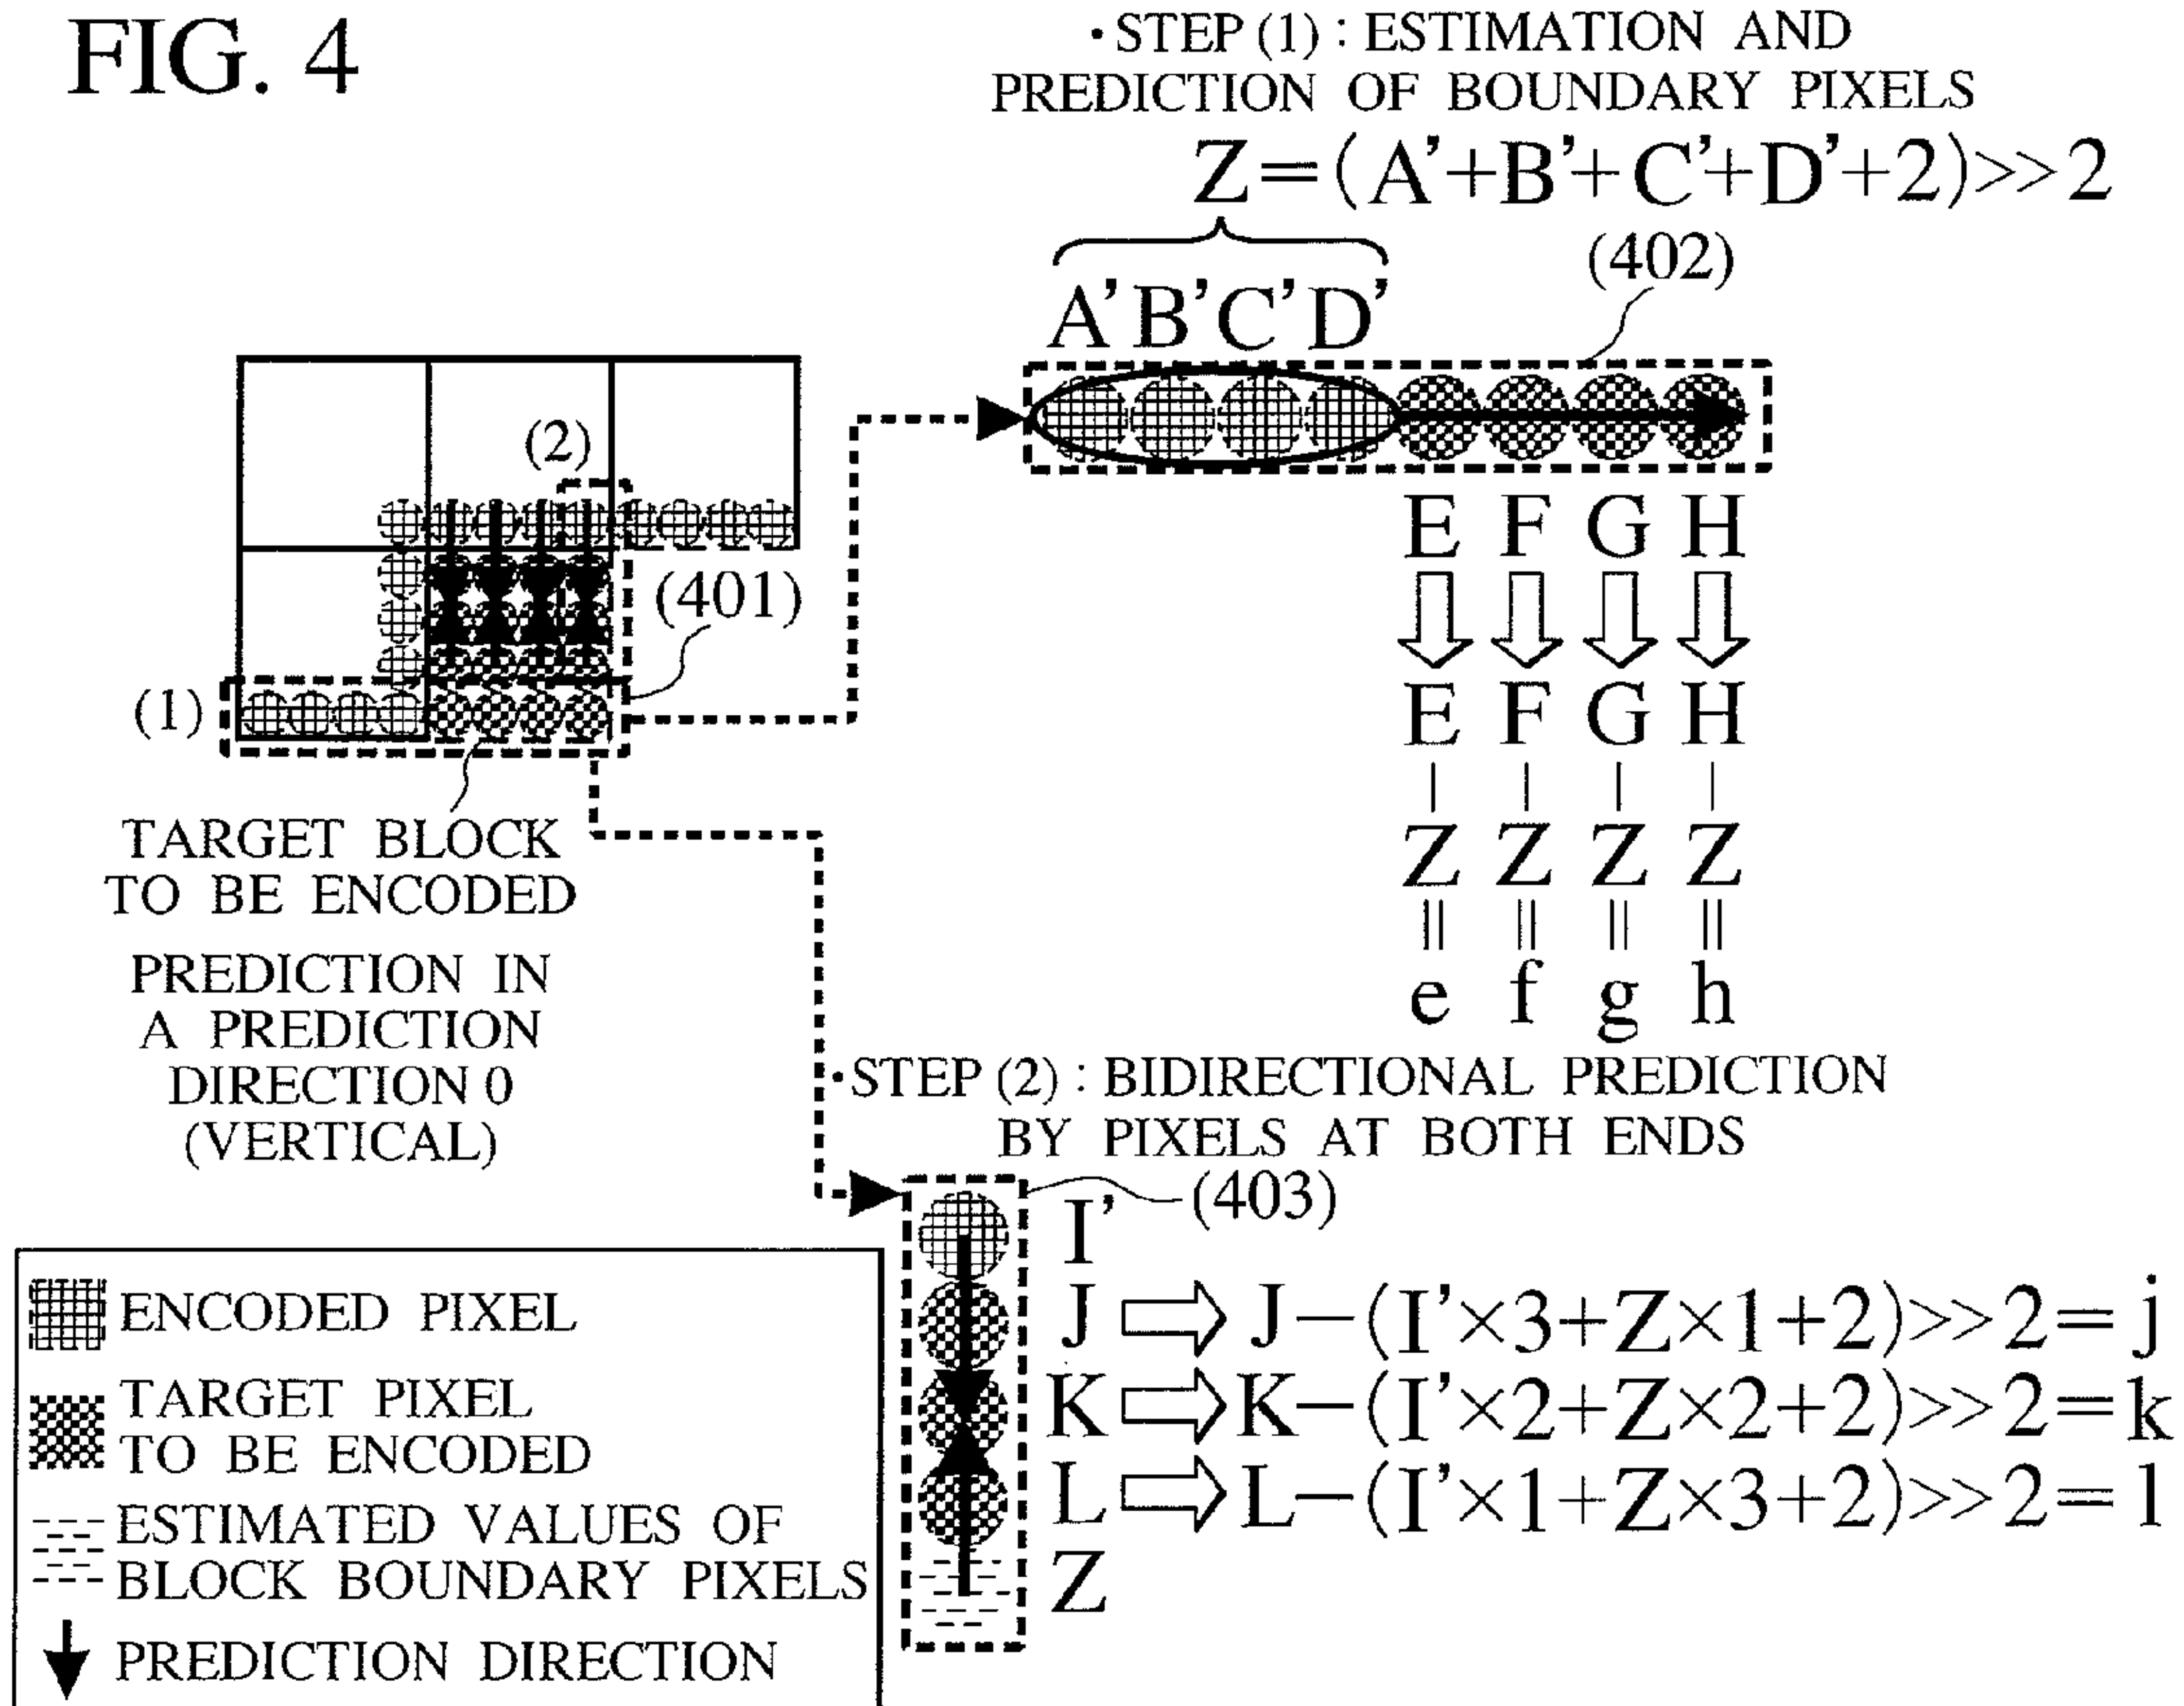 FIG. 4
·STEP (1) : ESTIMATION AND
PREDICTION OF BOUNDARY PIXELS
Z=(A'+B'+C'+D'+2)>>2
(402)
A' B' C' D'
(2)
(401)
(1)
E F G H
E F G H
— — — —
Z Z Z Z
= = = =
e f g h
TARGET BLOCK
TO BE ENCODED
PREDICTION IN
A PREDICTION
DIRECTION 0
(VERTICAL)
·STEP (2) : BIDIRECTIONAL PREDICTION
BY PIXELS AT BOTH ENDS
(403)
I'
J ⇨ J−(I'×3+Z×1+2)>>2=j
K ⇨ K−(I'×2+Z×2+2)>>2=k
L ⇨ L−(I'×1+Z×3+2)>>2=l
Z
ENCODED PIXEL
TARGET PIXEL
TO BE ENCODED
ESTIMATED VALUES OF
BLOCK BOUNDARY PIXELS
PREDICTION DIRECTION